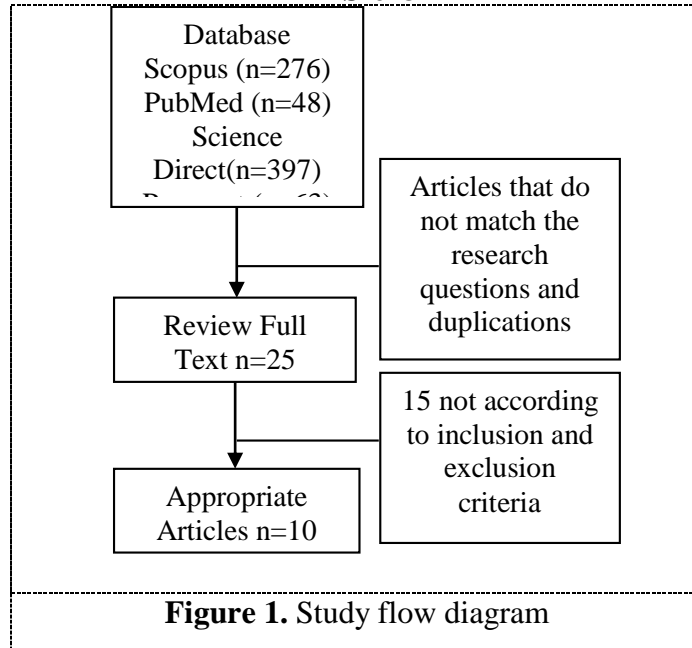 Database
Scopus (n=276)
PubMed (n=48)
Science
Direct(n=397)
Articles that do
not match the
research
questions and
duplications
Review Full
Text n=25
15 not according
to inclusion and
exclusion
criteria
Appropriate
Articles n=10
Figure 1. Study flow diagram